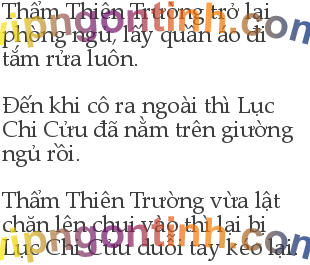 Thẩm Thiên Trường trở lại
phòng ngủ, lấy quần áo đi
tắm rửa luôn.
Đến khi cô ra ngoài thì Lục
Chi Cửu đã nằm trên giường
ngủ rồi.
Thẩm Thiên Trường vừa lật
chăn lên chui vào thì lại bị
Lục Chi Cửu duỗi tay kéo lại.
vipngontinh.com
vipngontinh.com